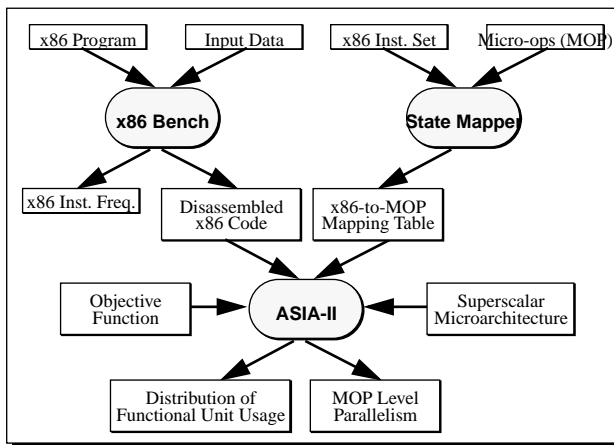 x86 Program
Input Data
x86 Inst. Set
Micro-ops (MOP)
x86 Bench
State Mapper
x86 Inst. Freq.
Disassembled
x86 Code
x86-to-MOP
Mapping Table
Objective
Function
ASIA-II
Superscalar
Microarchitecture
Distribution of
Functional Unit Usage
MOP Level
Parallelism